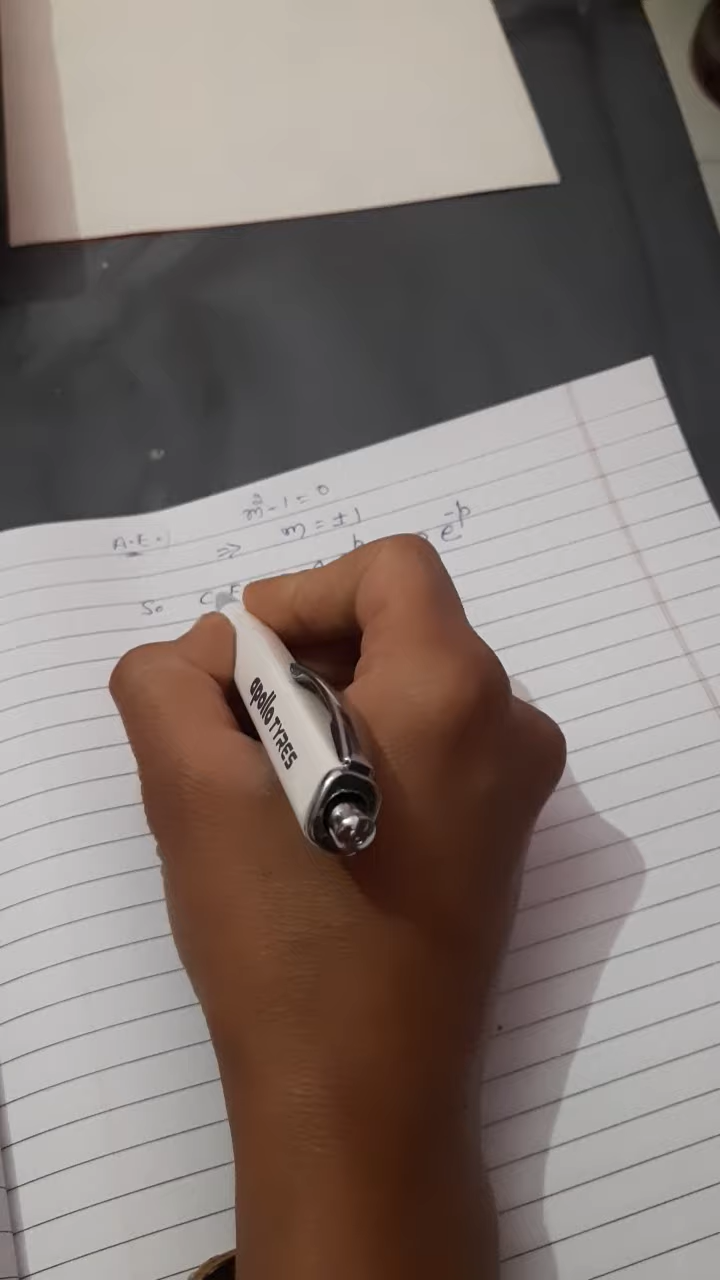 A.E. m² - 1 = 0
⇒ m = ±1
So C.F. e⁻ᵖ
apollo TYRES